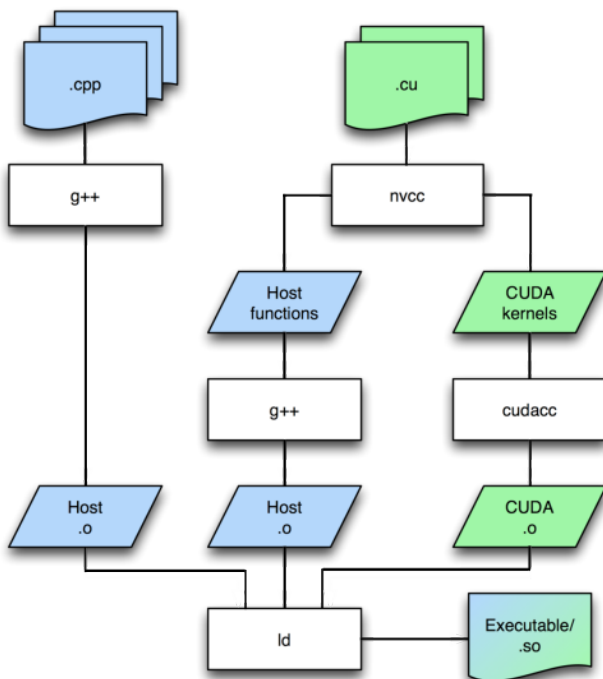 .cpp
.cu
g++
nvcc
Host
functions
CUDA
kernels
g++
cudacc
Host
.o
Host
.o
CUDA
.o
ld
Executable/
.so